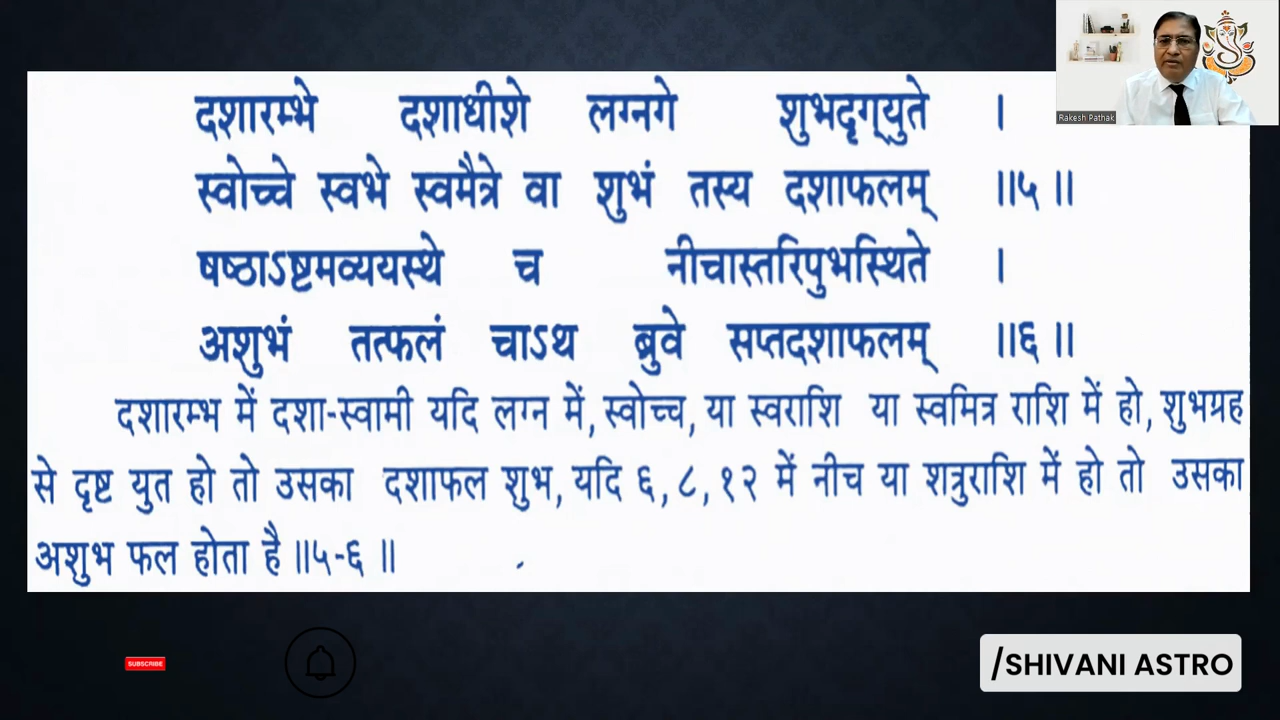 दशारम्भे दशाधीशे लग्नगे शुभदृग्युते ।
स्वोच्चे स्वभे स्वमैत्रे वा शुभं तस्य दशाफलम् ॥५॥
षष्ठाऽष्टमव्ययस्थे च नीचास्तरिपुभस्थिते ।
अशुभं तत्फलं चाऽथ ब्रुवे सप्तदशाफलम् ॥६॥
दशारम्भ में दशा-स्वामी यदि लग्न में, स्वोच्च, या स्वराशि या स्वमित्र राशि में हो, शुभग्रह
से दृष्ट युत हो तो उसका दशाफल शुभ, यदि ६, ८, १२ में नीच या शत्रुराशि में हो तो उसका
अशुभ फल होता है ॥५-६॥
Rakesh Pathak
SUBSCRIBE
/SHIVANI ASTRO